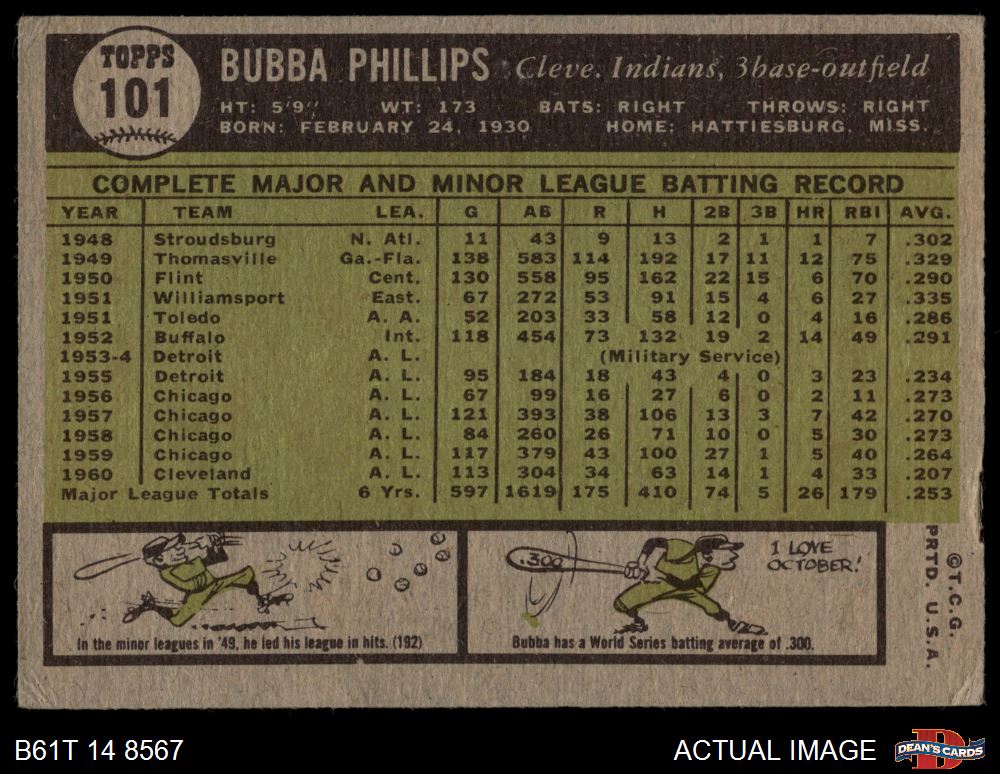 TOPPS
101
BUBBA PHILLIPS Cleve. Indians, 3base-outfield
HT: 5'9" WT: 173 BATS: RIGHT THROWS: RIGHT
BORN: FEBRUARY 24, 1930 HOME: HATTIESBURG, MISS.
COMPLETE MAJOR AND MINOR LEAGUE BATTING RECORD
YEAR TEAM LEA. G AB R H 2B 3B HR RBI AVG.
1948 Stroudsburg N. Atl. 11 43 9 13 2 1 1 7 .302
1949 Thomasville Ga.-Fla. 138 583 114 192 17 11 12 75 .329
1950 Flint Cent. 130 558 95 162 22 15 6 70 .290
1951 Williamsport East. 67 272 53 91 15 4 6 27 .335
1951 Toledo A. A. 52 203 33 58 12 0 4 16 .286
1952 Buffalo Int. 118 454 73 132 19 2 14 49 .291
1953-4 Detroit A. L. (Military Service)
1955 Detroit A. L. 95 184 18 43 4 0 3 23 .234
1956 Chicago A. L. 67 99 16 27 6 0 2 11 .273
1957 Chicago A. L. 121 393 38 106 13 3 7 42 .270
1958 Chicago A. L. 84 260 26 71 10 0 5 30 .273
1959 Chicago A. L. 117 379 43 100 27 1 5 40 .264
1960 Cleveland A. L. 113 304 34 63 14 1 4 33 .207
Major League Totals 6 Yrs. 597 1619 175 410 74 5 26 179 .253
In the minor leagues in '49, he led his league in hits. (192)
.300
I LOVE
OCTOBER!
Bubba has a World Series batting average of .300.
©T.C.G.
PRTD. U.S.A.
B61T 14 8567
ACTUAL IMAGE
D
DEAN'S CARDS